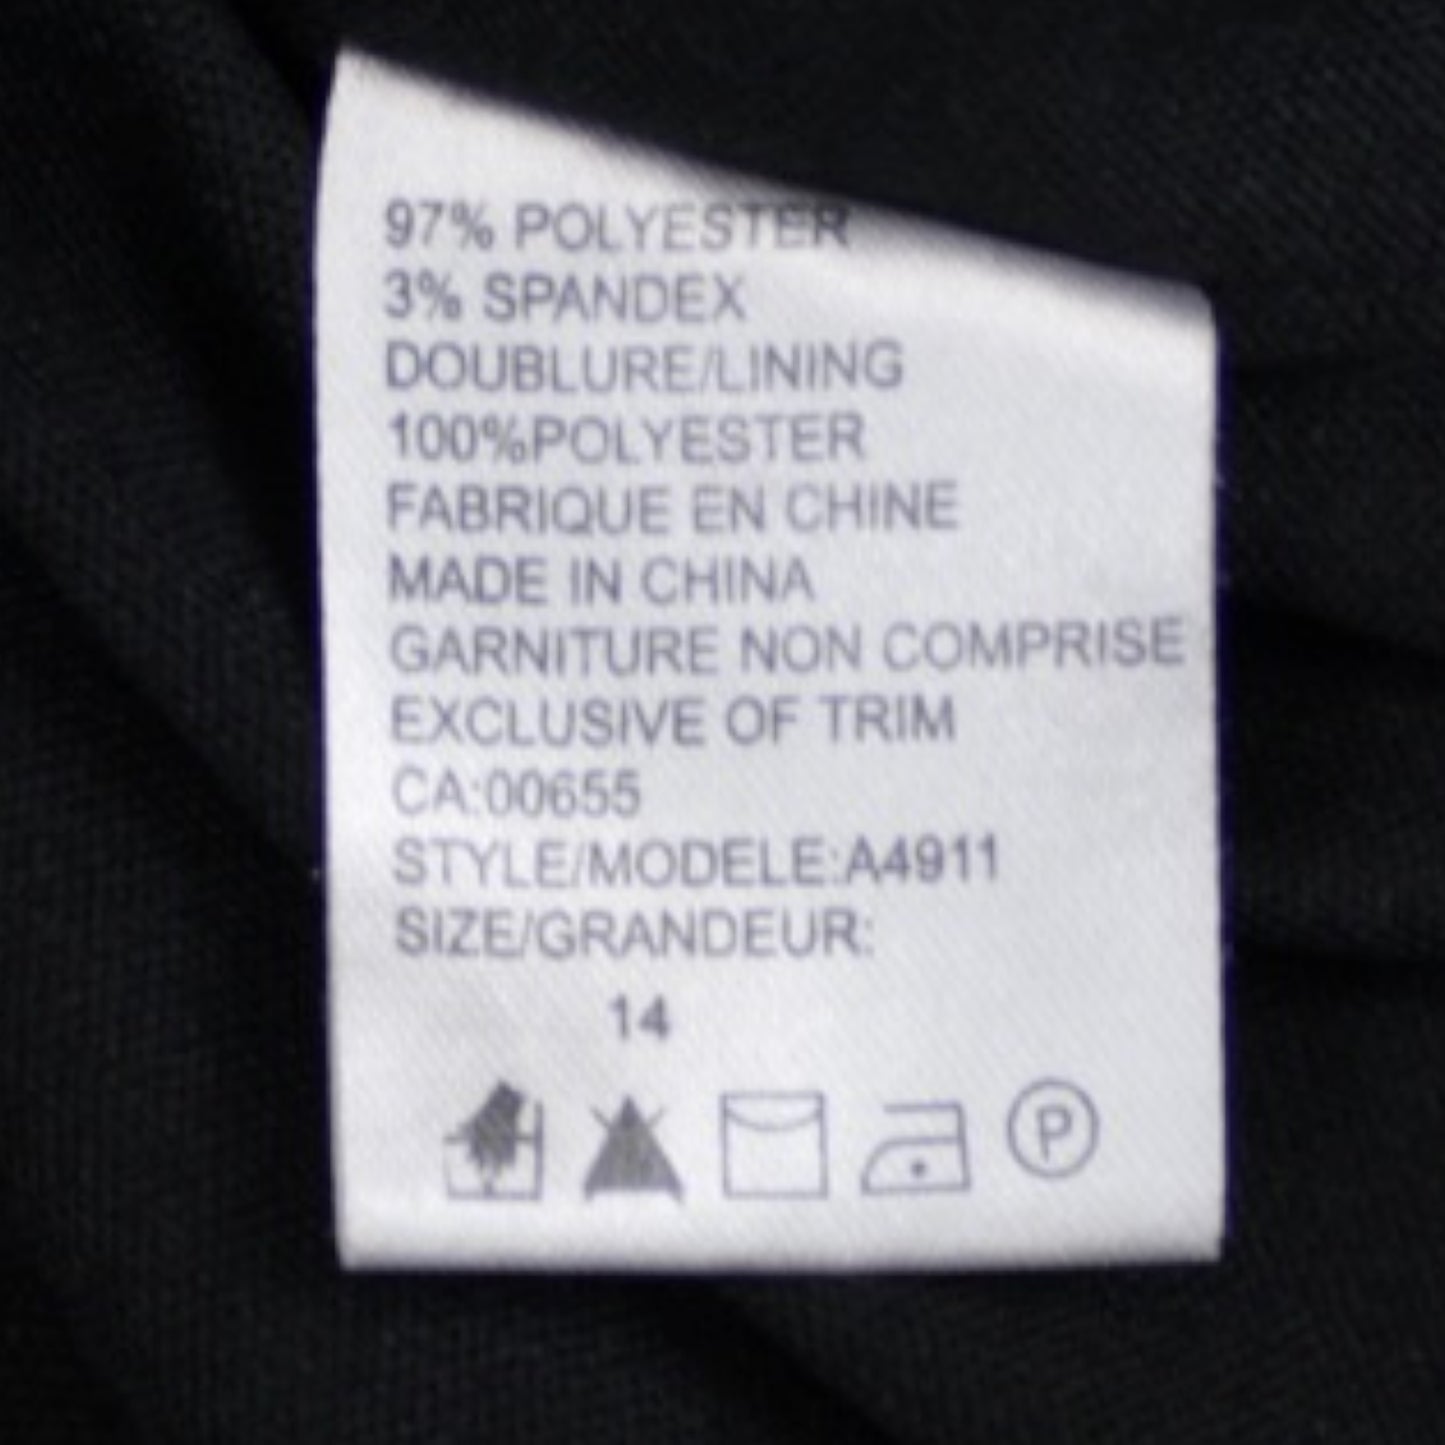 97% POLYESTER
3% SPANDEX
DOUBLURE/LINING
100%POLYESTER
FABRIQUE EN CHINE
MADE IN CHINA
GARNITURE NON COMPRISE
EXCLUSIVE OF TRIM
CA:00655
STYLE/MODELE:A4911
SIZE/GRANDEUR:
14
P